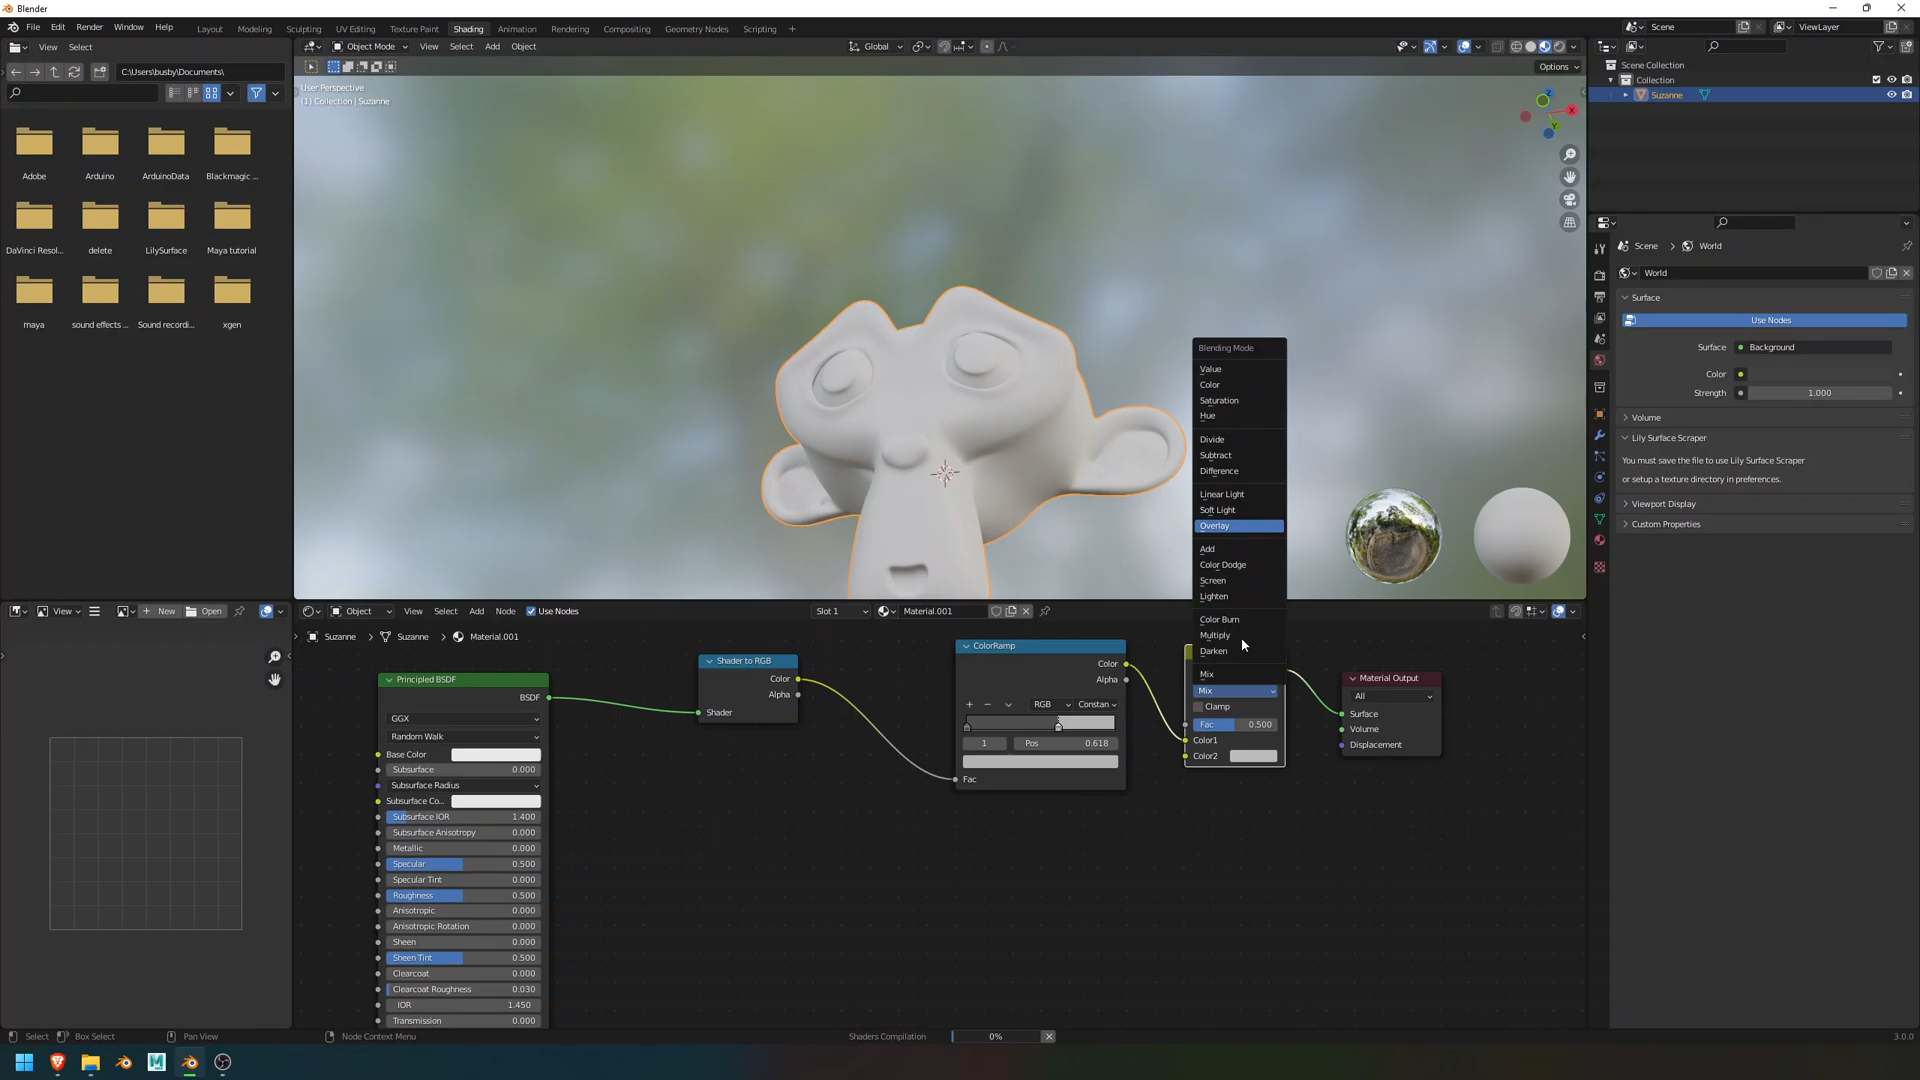 Blender
File Edit Render Window Help
Layout Modeling Sculpting UV Editing Texture Paint Shading Animation Rendering Compositing Geometry Nodes Scripting +
Scene
ViewLayer
View Select
Object Mode
View Select Add Object
Global
C:\Users\busby\Documents\
Options
User Perspective
(1) Collection | Suzanne
Adobe Arduino ArduinoData Blackmagic ...
DaVinci Resol... delete LilySurface Maya tutorial
maya sound effects ... Sound recordi... xgen
Z
X
Y
Scene Collection
Collection
Suzanne
Scene > World
World
Surface
Use Nodes
Surface Background
Color
Strength 1.000
Volume
Lily Surface Scraper
You must save the file to use Lily Surface Scraper
or setup a texture directory in preferences.
Viewport Display
Custom Properties
Blending Mode
Value
Color
Saturation
Hue
Divide
Subtract
Difference
Linear Light
Soft Light
Overlay
Add
Color Dodge
Screen
Lighten
Color Burn
Multiply
Darken
Mix
View
New
Open
Object
View Select Add Node Use Nodes
Slot 1
Material.001
Suzanne > Suzanne > Material.001
Principled BSDF
BSDF
GGX
Random Walk
Base Color
Subsurface 0.000
Subsurface Radius
Subsurface Co...
Subsurface IOR 1.400
Subsurface Anisotropy 0.000
Metallic 0.000
Specular 0.500
Specular Tint 0.000
Roughness 0.500
Anisotropic 0.000
Anisotropic Rotation 0.000
Sheen 0.000
Sheen Tint 0.500
Clearcoat 0.000
Clearcoat Roughness 0.030
IOR 1.450
Transmission 0.000
Shader to RGB
Color
Alpha
Shader
ColorRamp
Color
Alpha
RGB Constan
1 Pos 0.618
Fac
Mix
Clamp
Fac 0.500
Color1
Color2
Material Output
All
Surface
Volume
Displacement
Select Box Select Pan View Node Context Menu
Shaders Compilation 0%
3.0.0